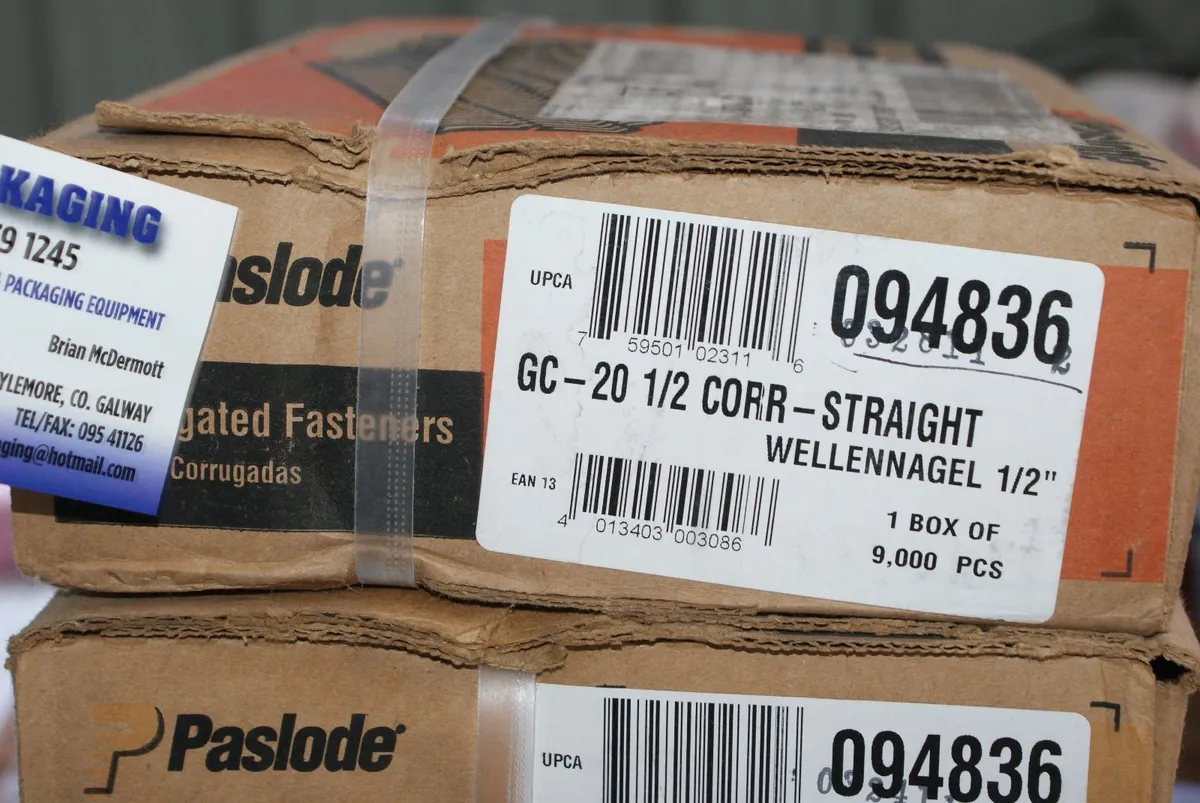 KAGING
9 1245
PACKAGING EQUIPMENT
Brian McDermott
YLEMORE, CO. GALWAY
TEL/FAX: 095 41126
ging@hotmail.com
aslode
gated Fasteners
Corrugadas
UPCA
7 59501 02311 6
094836
GC-20 1/2 CORR-STRAIGHT
WELLENNAGEL 1/2"
EAN 13
4 013403 003086
1 BOX OF
9,000 PCS
Paslode
UPCA
094836